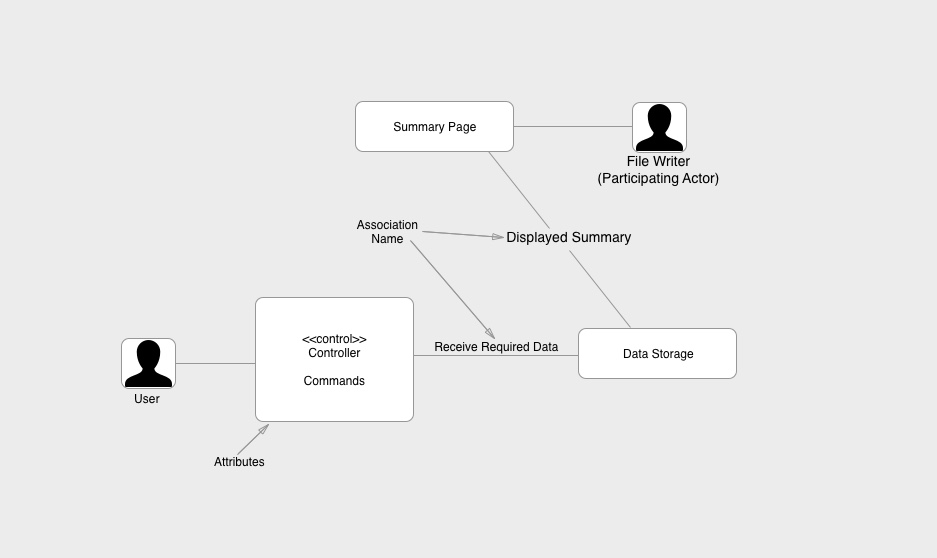 Summary Page
File Writer
(Participating Actor)
Association
Name
Displayed Summary
<<control>>
Controller
Commands
Receive Required Data
Data Storage
User
Attributes